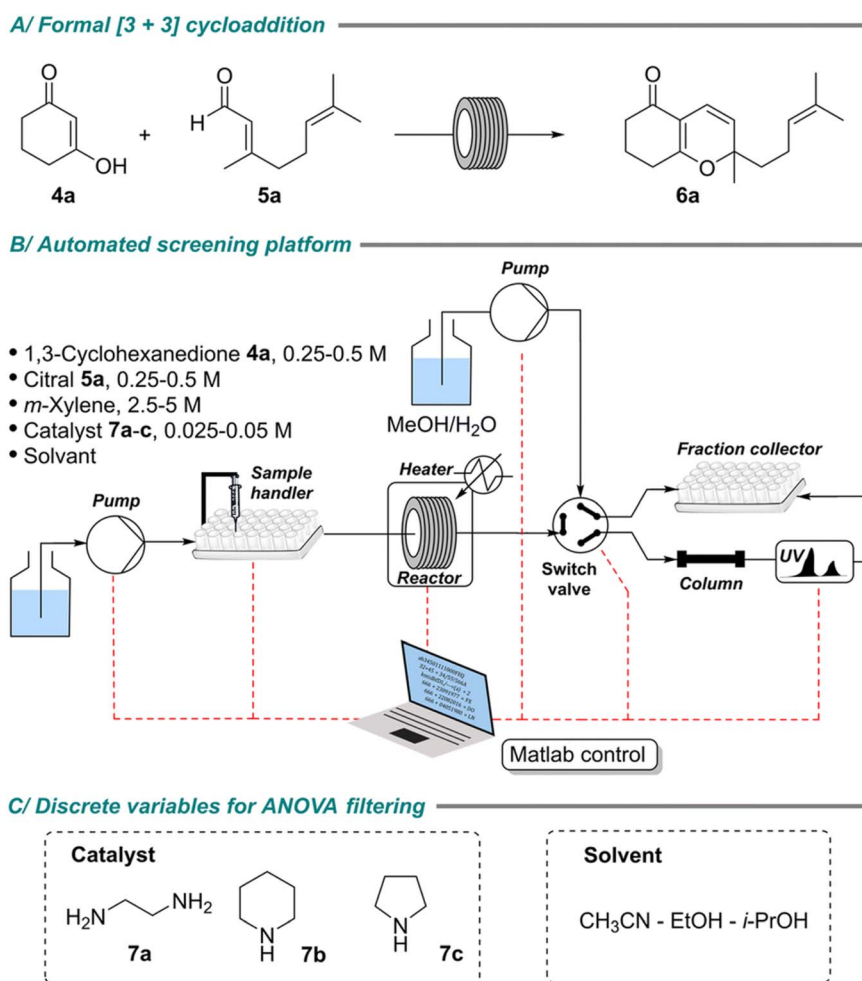 A/ Formal [3 + 3] cycloaddition
O
OH
4a
+
O
H
5a
O
O
6a
B/ Automated screening platform
Pump
• 1,3-Cyclohexanedione 4a, 0.25-0.5 M
• Citral 5a, 0.25-0.5 M
• m-Xylene, 2.5-5 M
• Catalyst 7a-c, 0.025-0.05 M
• Solvant
MeOH/H2O
Pump
Sample
handler
Heater
Reactor
Switch
valve
Fraction collector
Column
UV
Matlab control
C/ Discrete variables for ANOVA filtering
Catalyst
H2N
NH2
7a
N
H
7b
N
H
7c
Solvent
CH3CN - EtOH - i-PrOH